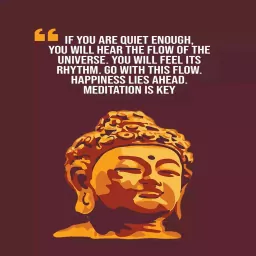 “ IF YOU ARE QUIET ENOUGH,
YOU WILL HEAR THE FLOW OF THE
UNIVERSE. YOU WILL FEEL ITS
RHYTHM. GO WITH THIS FLOW.
HAPPINESS LIES AHEAD.
MEDITATION IS KEY